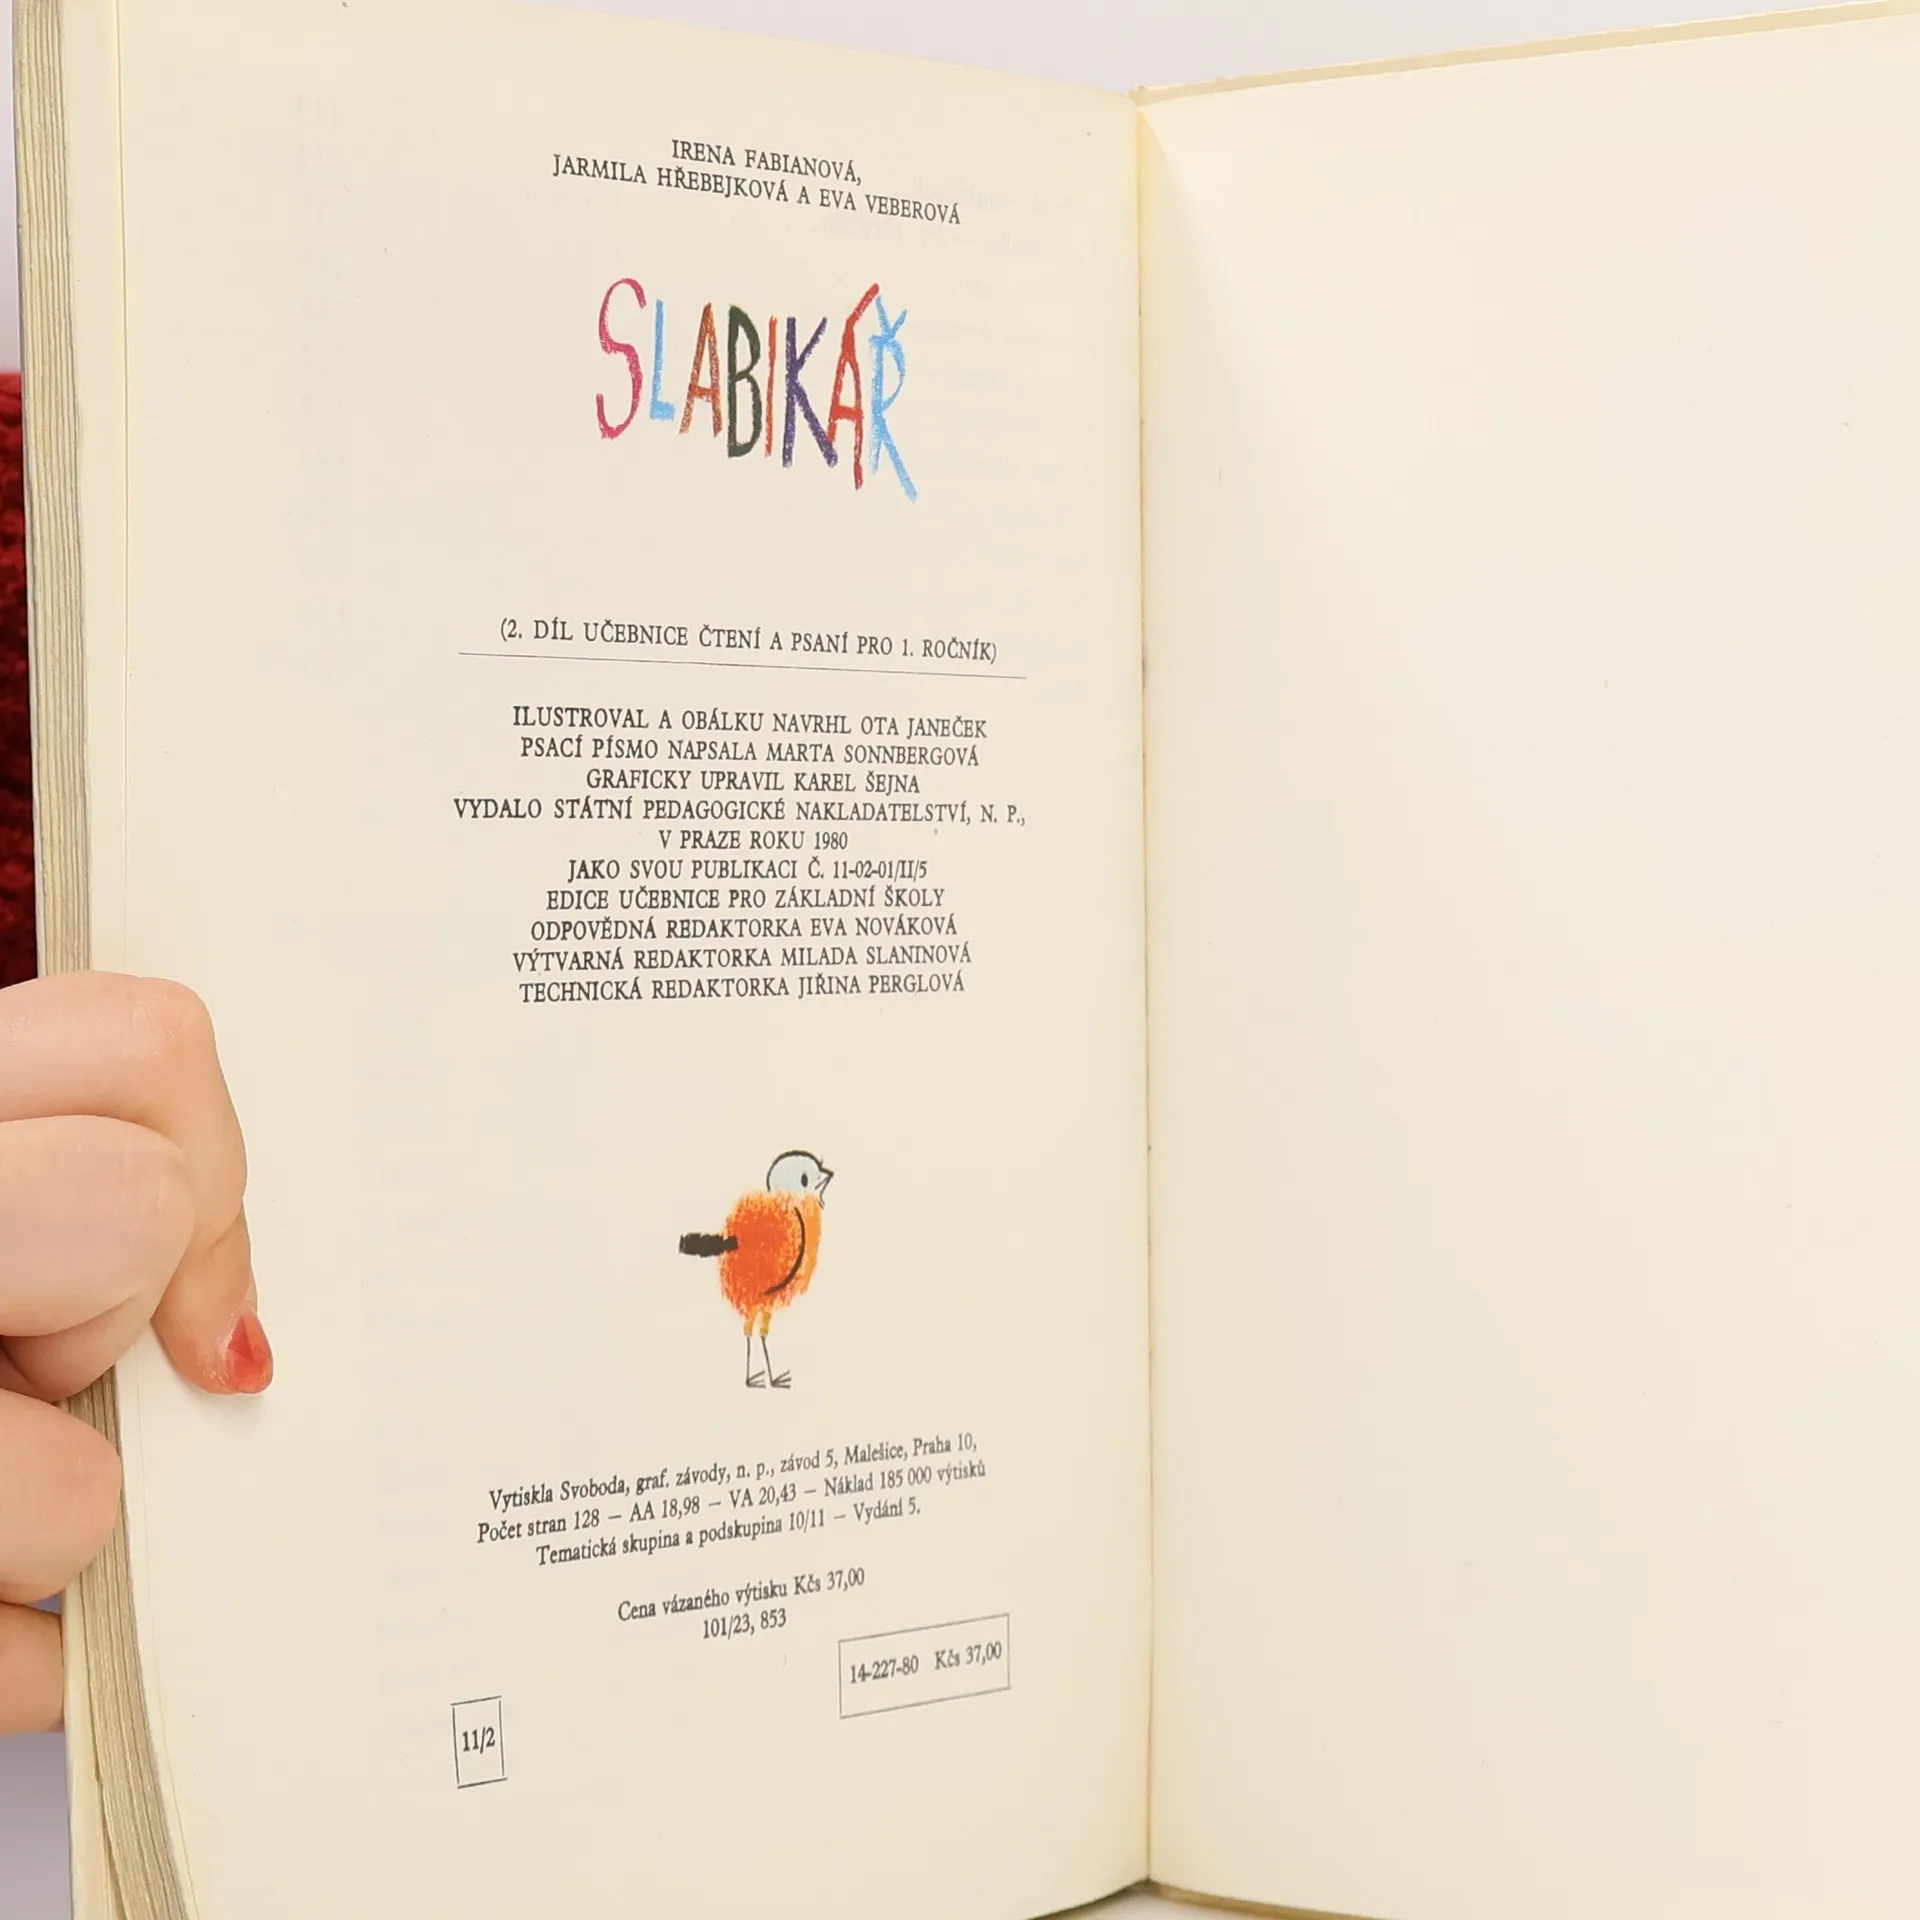 IRENA FABIANOVÁ,
JARMILA HŘEBEJKOVÁ A EVA VEBEROVÁ
SLABIKÁŘ
(2. DÍL UČEBNICE ČTENÍ A PSANÍ PRO 1. ROČNÍK)
ILUSTROVAL A OBÁLKU NAVRHL OTA JANEČEK
PSACÍ PÍSMO NAPSALA MARTA SONNBERGOVÁ
GRAFICKY UPRAVIL KAREL ŠEJNA
VYDALO STÁTNÍ PEDAGOGICKÉ NAKLADATELSTVÍ, N. P.,
V PRAZE ROKU 1980
JAKO SVOU PUBLIKACI Č. 11-02-01/II/5
EDICE UČEBNICE PRO ZÁKLADNÍ ŠKOLY
ODPOVĚDNÁ REDAKTORKA EVA NOVÁKOVÁ
VÝTVARNÁ REDAKTORKA MILADA SLANINOVÁ
TECHNICKÁ REDAKTORKA JIŘINA PERGLOVÁ
Vytiskla Svoboda, graf. závody, n. p., závod 5, Malešice, Praha 10,
Počet stran 128 – AA 18,98 – VA 20,43 – Náklad 185 000 výtisků
Tematická skupina a podskupina 10/11 – Vydání 5.
Cena vázaného výtisku Kčs 37,00
101/23, 853
14-227-80 Kčs 37,00
11/2